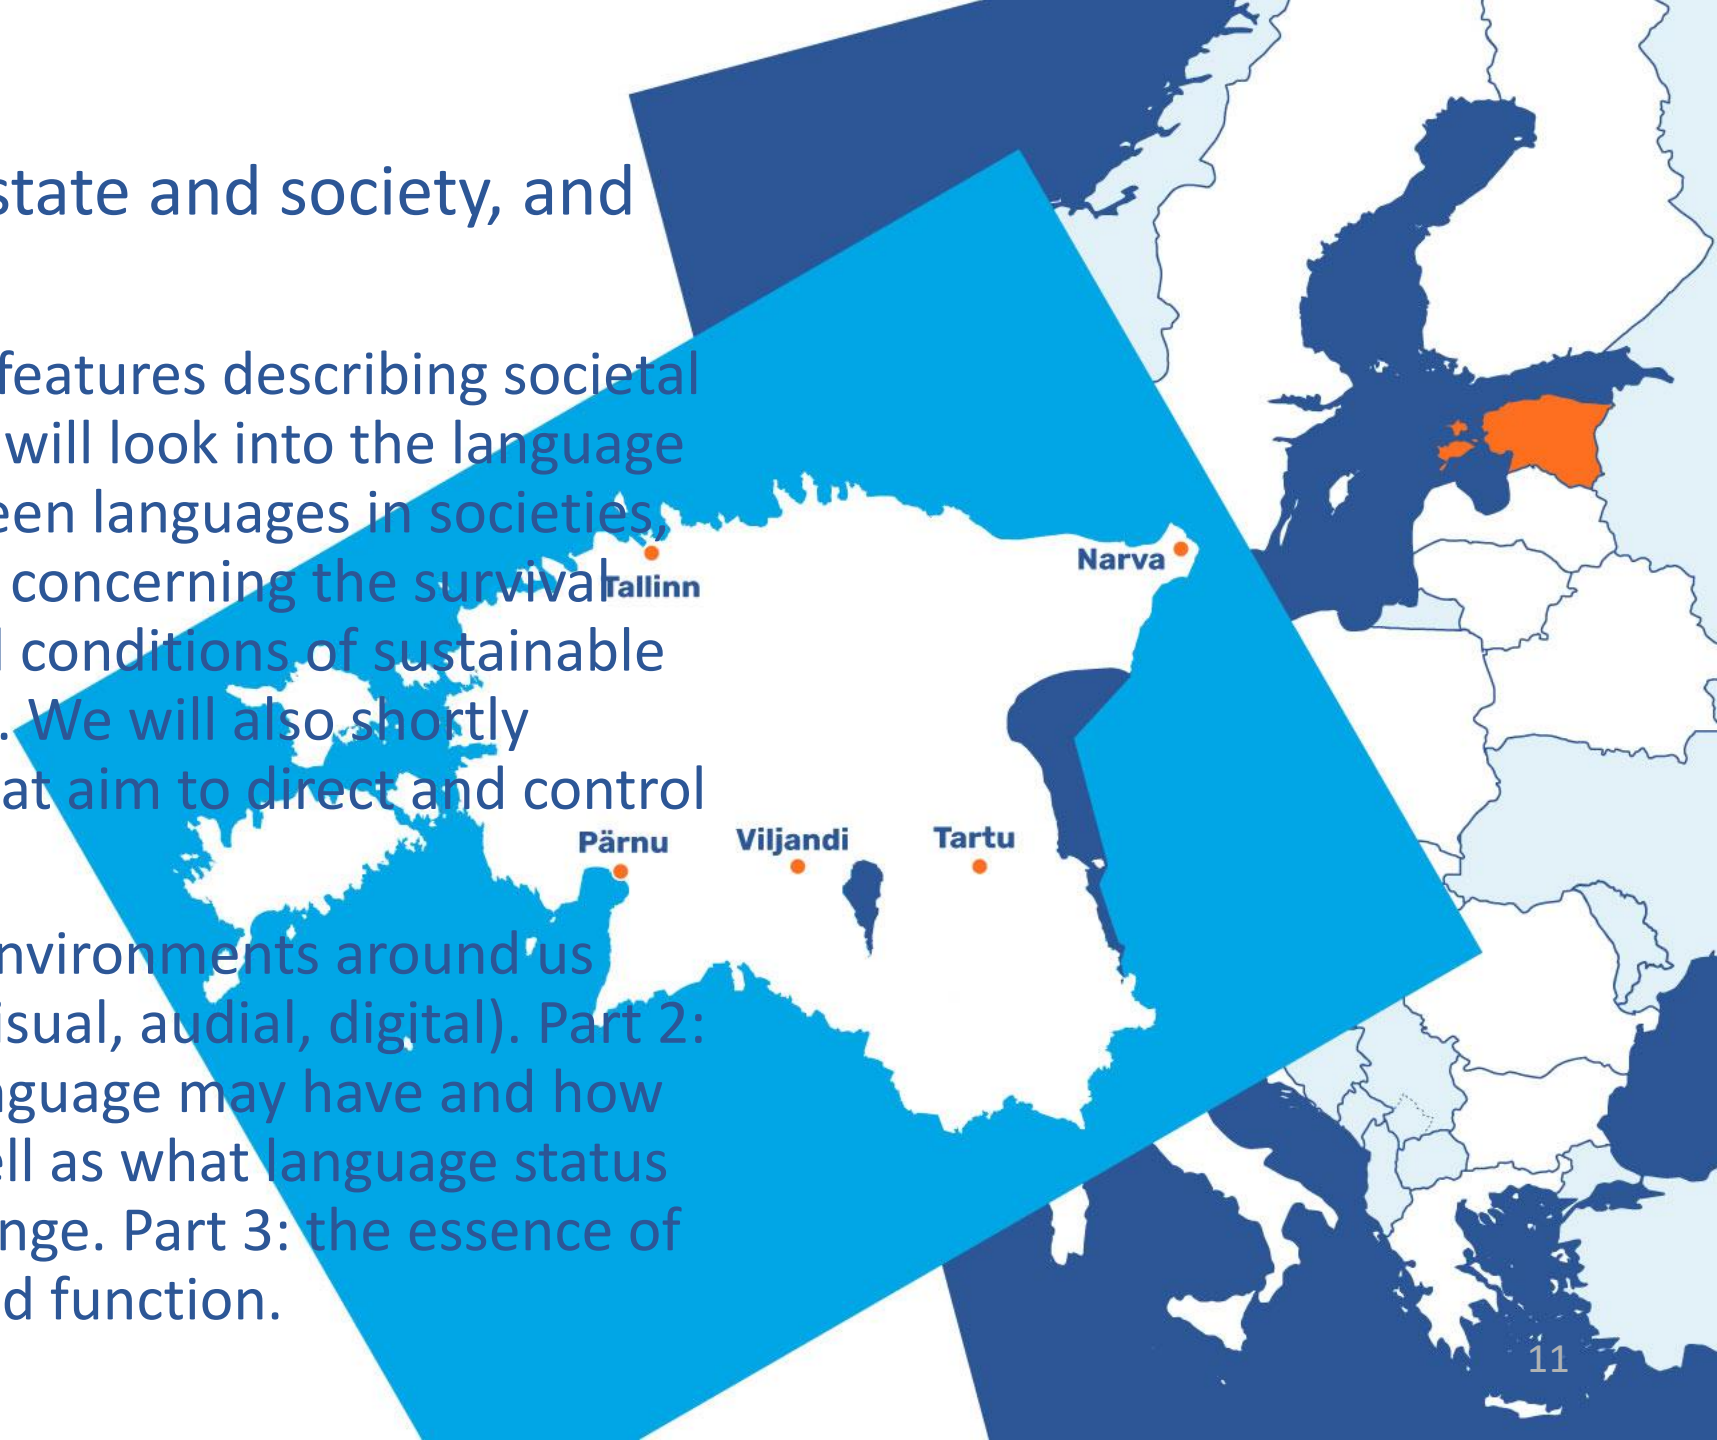 state and society, and
features describing societal
will look into the language
een languages in societies,
concerning the survival
conditions of sustainable
. We will also shortly
at aim to direct and control
nvironments around us
isual, audial, digital). Part 2:
nguage may have and how
ell as what language status
nge. Part 3: the essence of
d function.
Tallinn
Narva
Pärnu
Viljandi
Tartu
11